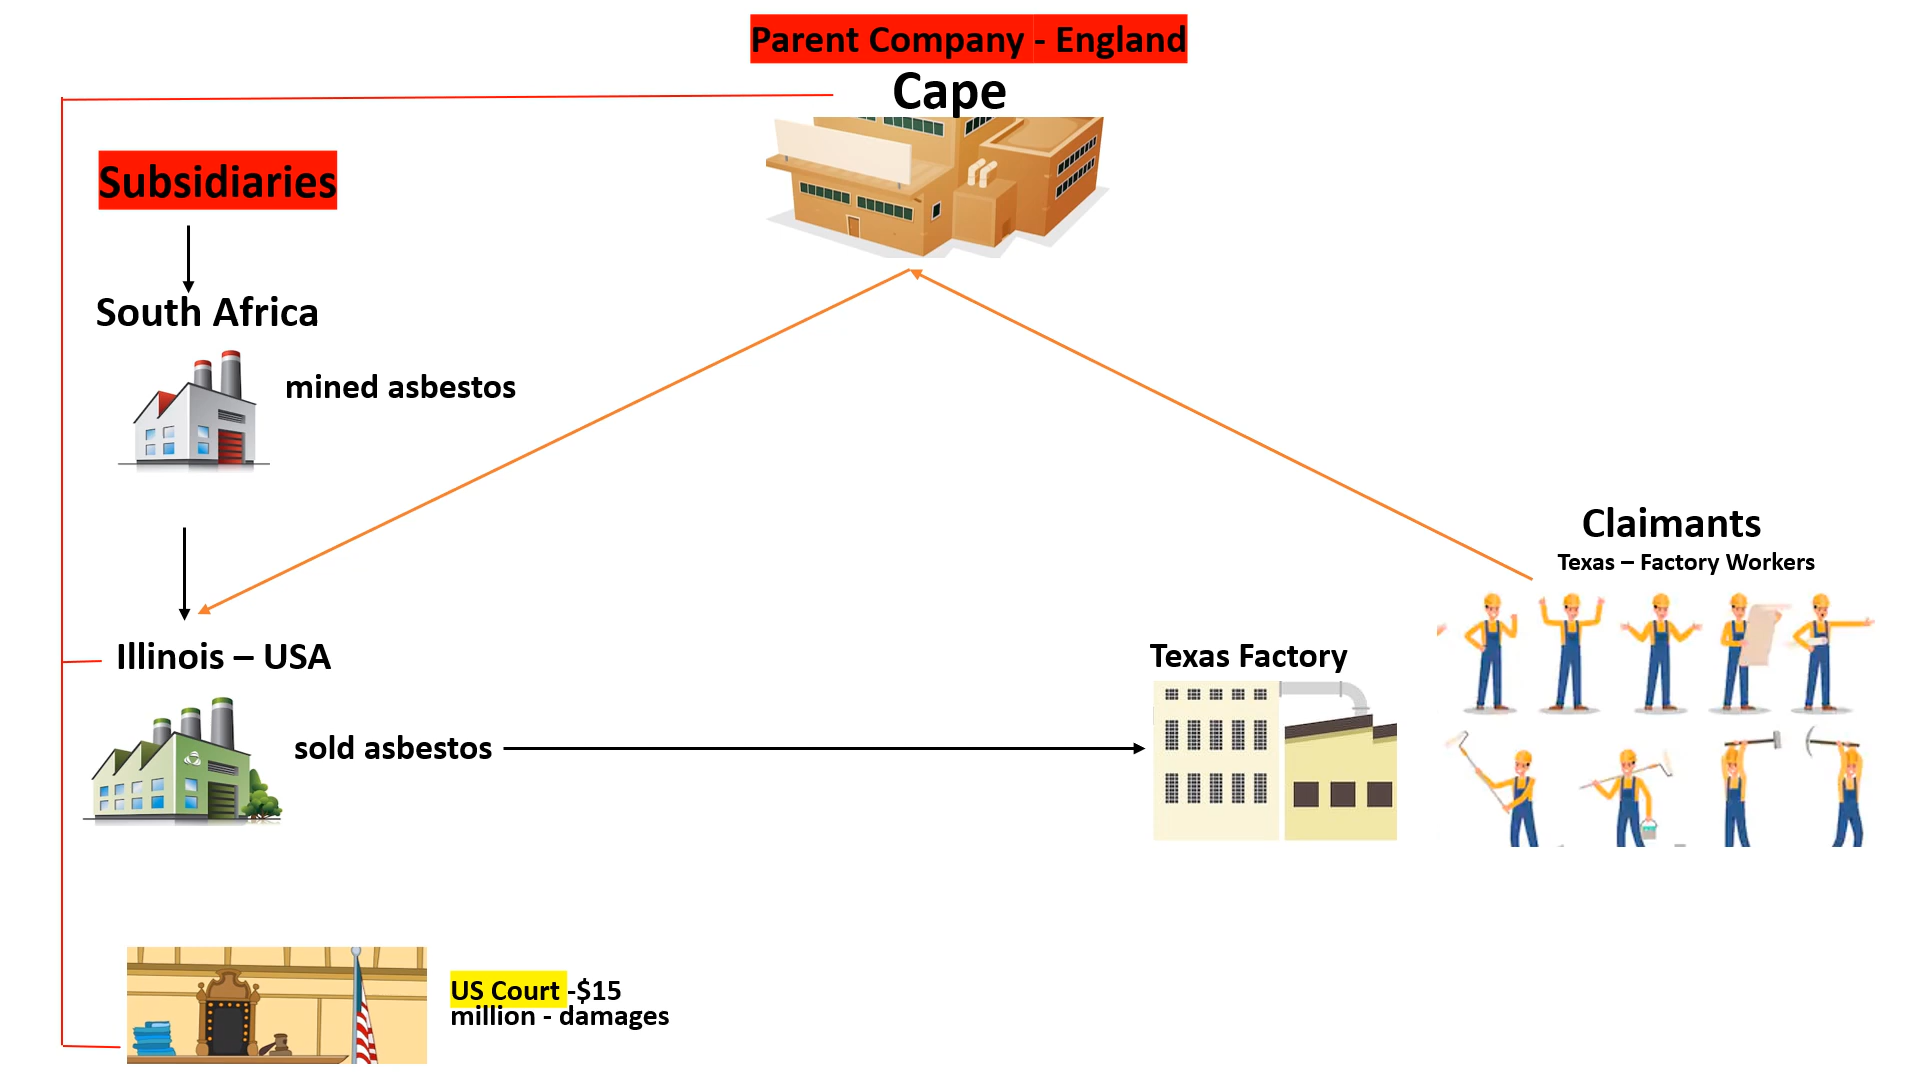 Parent Company - England
Cape
Subsidiaries
South Africa
mined asbestos
Claimants
Texas – Factory Workers
Illinois – USA
Texas Factory
sold asbestos
US Court -$15
million - damages